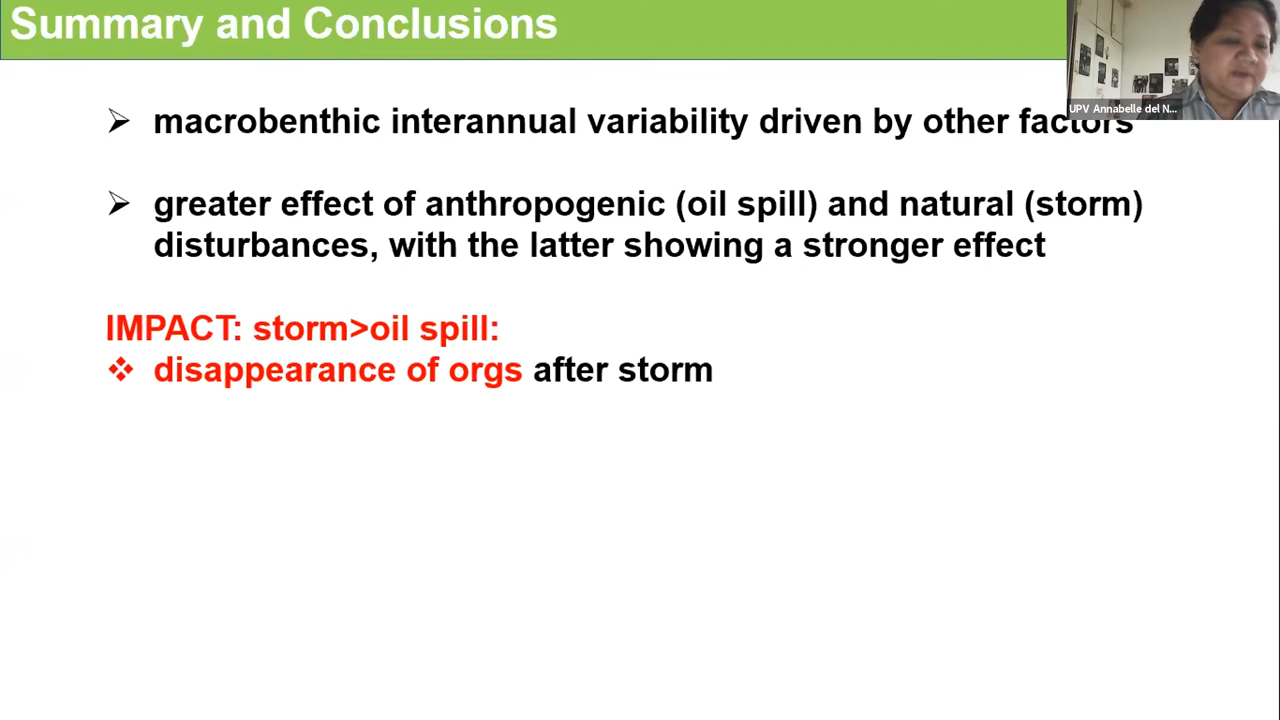 Summary and Conclusions
UPV Annabelle del N...
➢ macrobenthic interannual variability driven by other factors
➢ greater effect of anthropogenic (oil spill) and natural (storm)
disturbances, with the latter showing a stronger effect
IMPACT: storm>oil spill:
❖ disappearance of orgs after storm